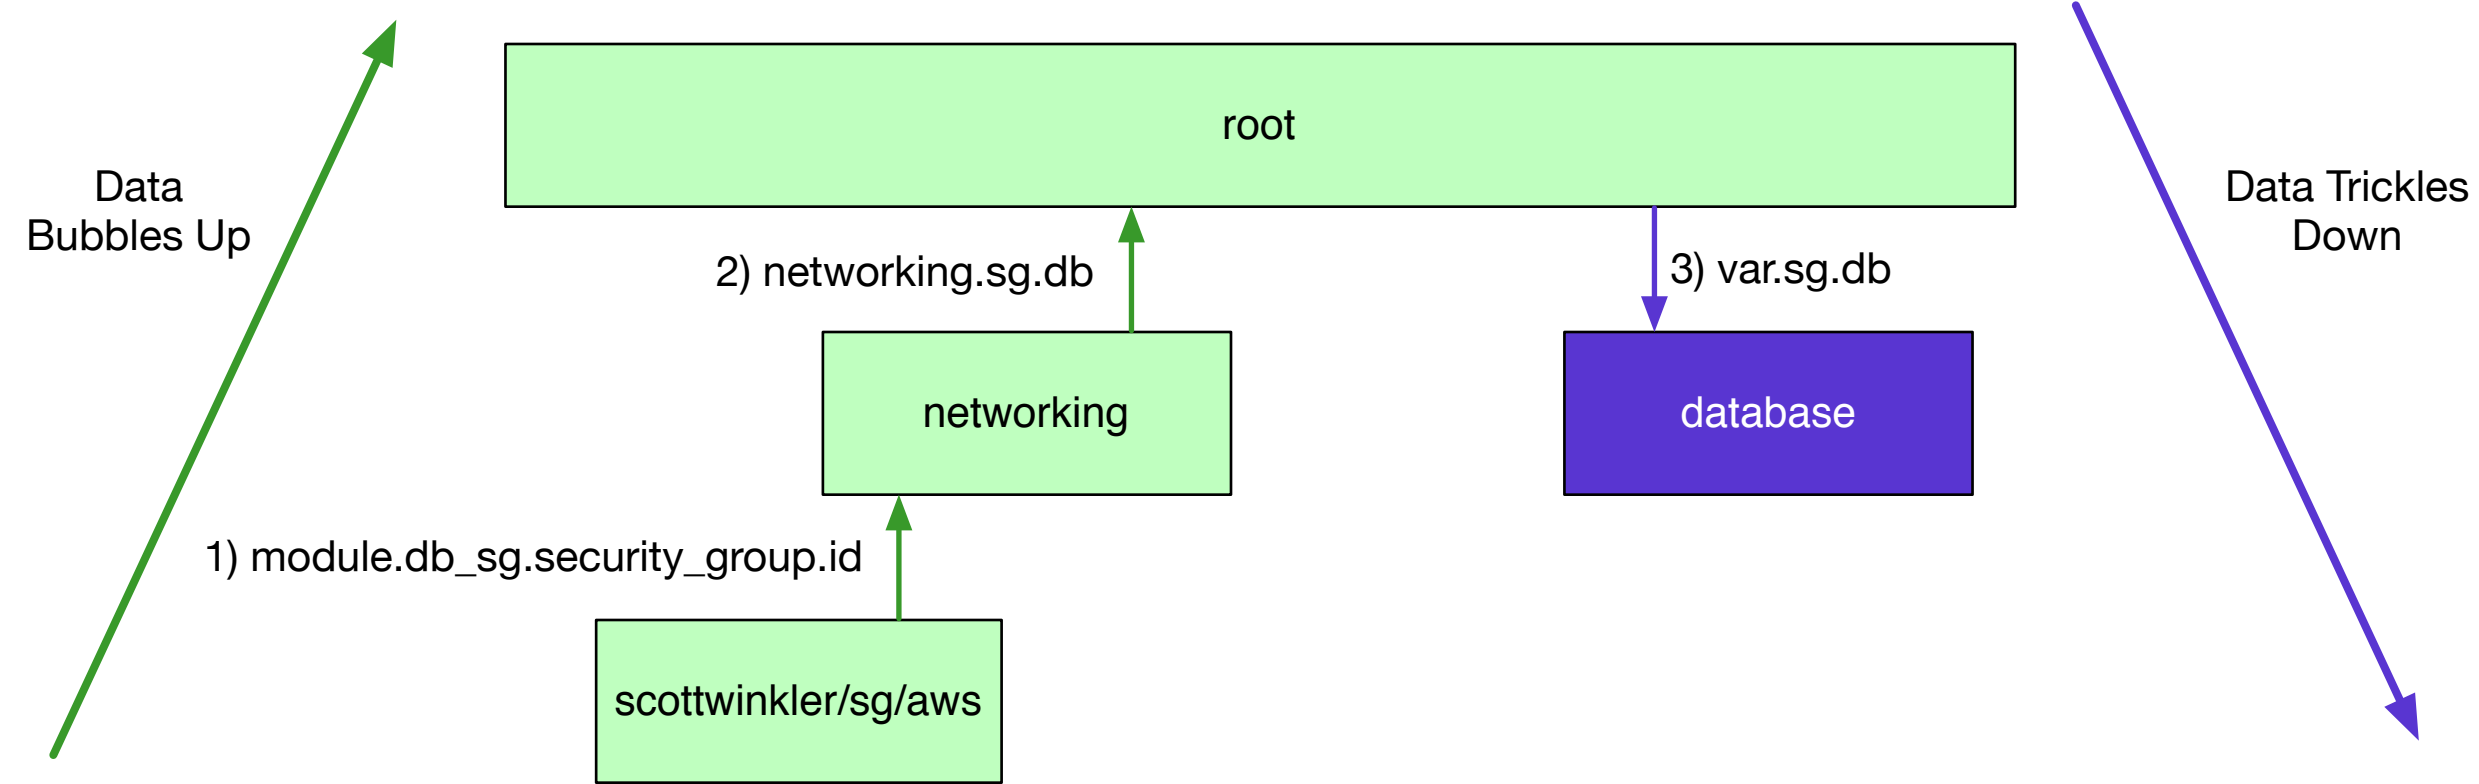 root
Data
Bubbles Up
Data Trickles
Down
2) networking.sg.db
3) var.sg.db
networking
database
1) module.db_sg.security_group.id
scottwinkler/sg/aws